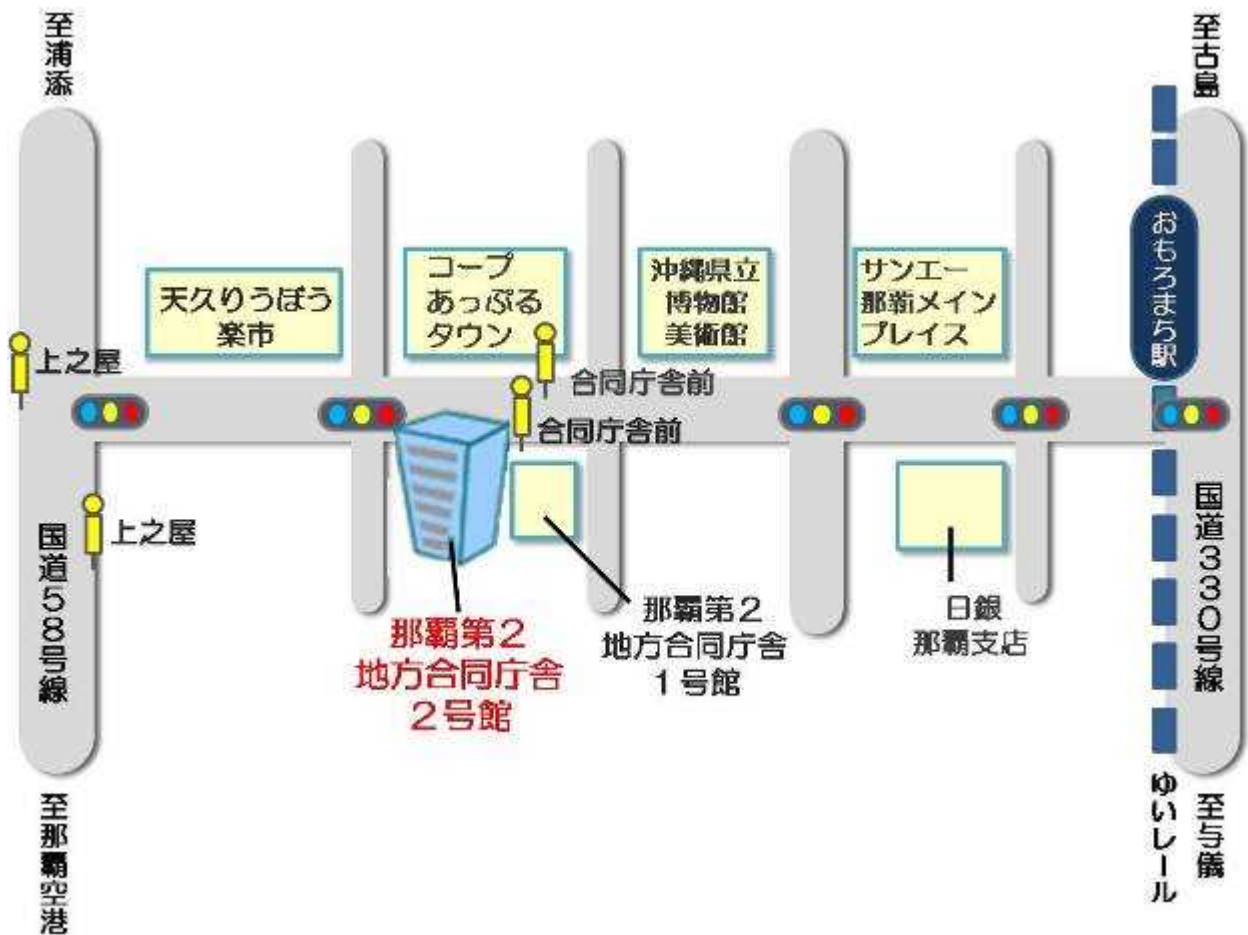 至浦添
至古島
おもろまち駅
天久りうぼう
楽市
コープ
あっぷる
タウン
沖縄県立
博物館
美術館
サンエー
那覇メイン
プレイス
上之屋
合同庁舎前
合同庁舎前
上之屋
国道58号線
国道330号線
那覇第2
地方合同庁舎
2号館
那覇第2
地方合同庁舎
1号館
日銀
那覇支店
至那覇空港
ゆいレール
至与儀